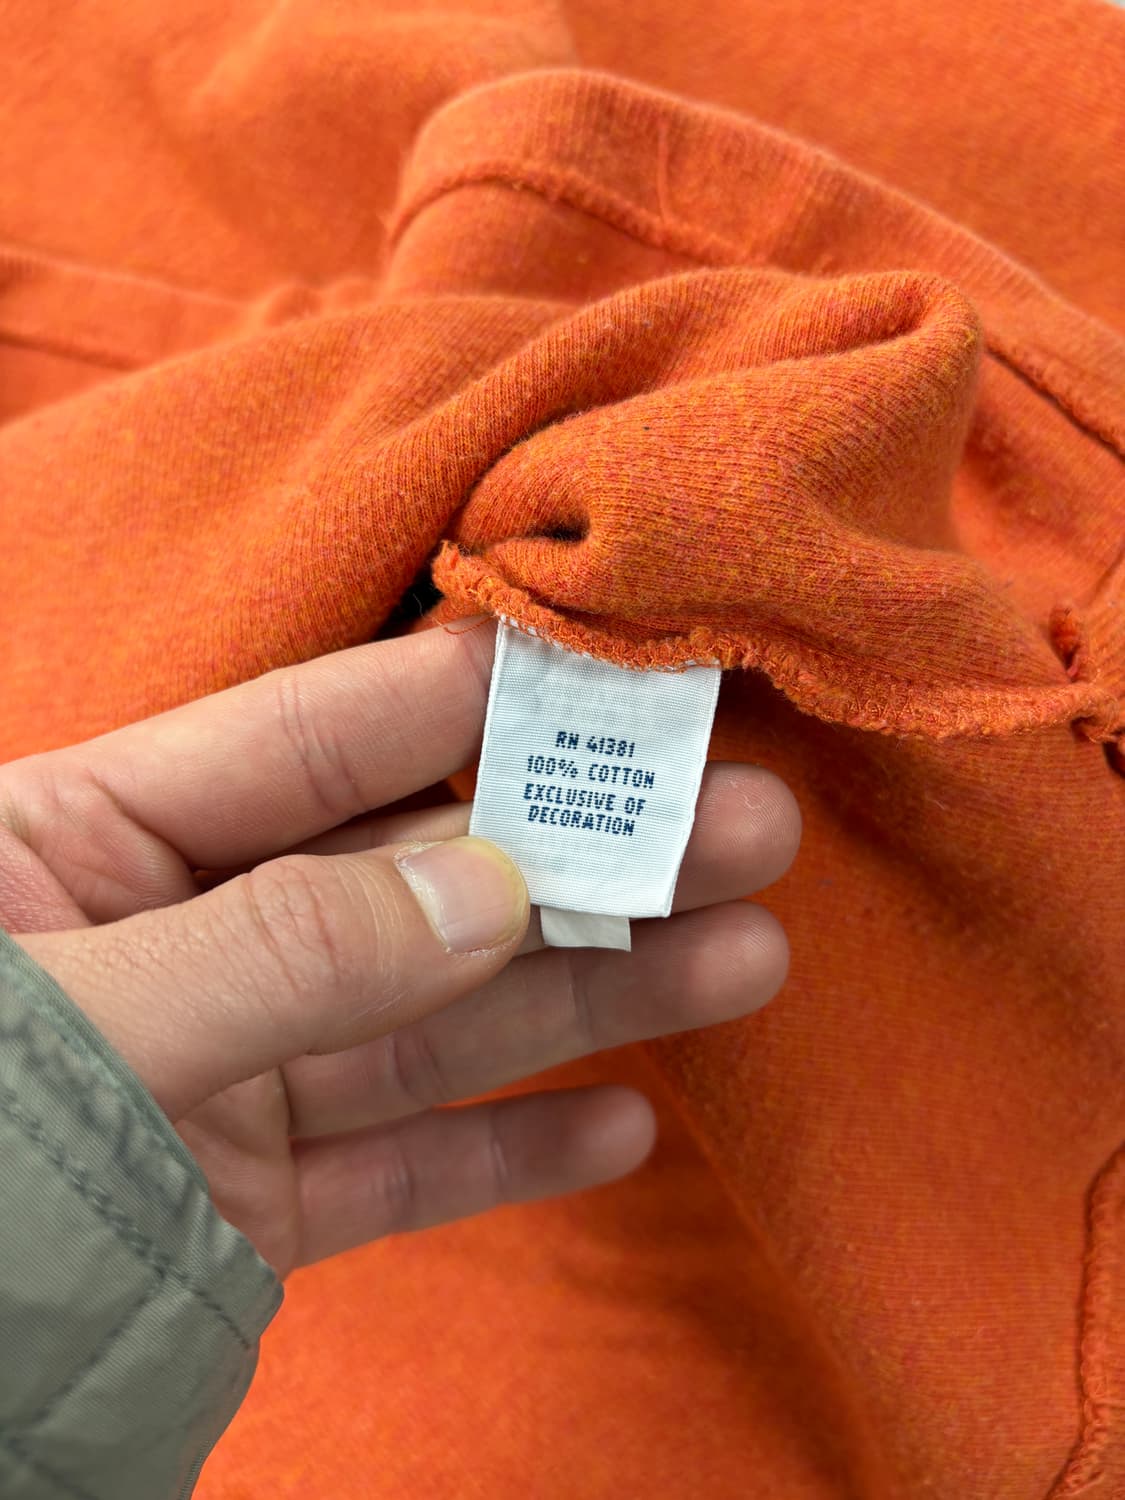 RN 41381
100% COTTON
EXCLUSIVE OF
DECORATION